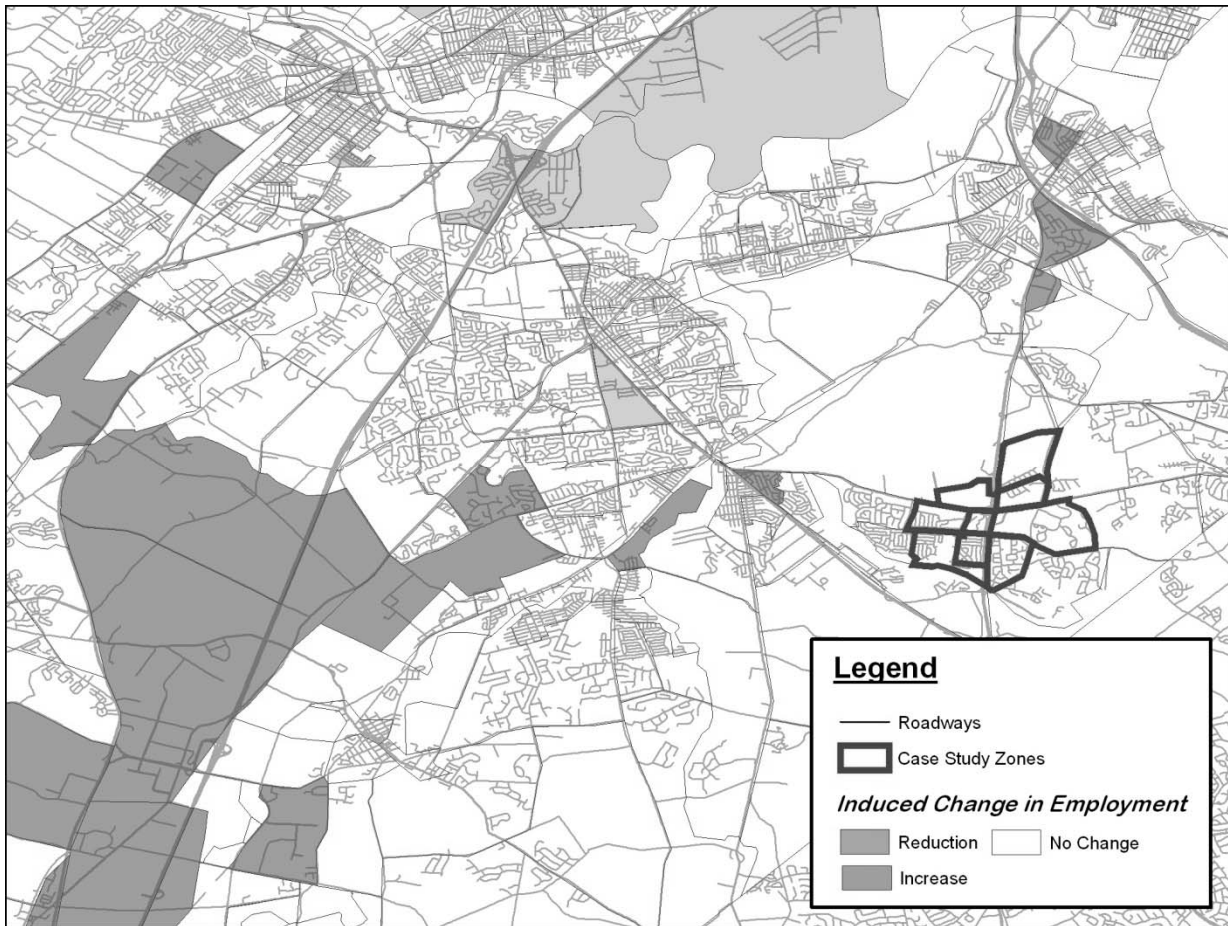 Legend
Roadways
Case Study Zones
Induced Change in Employment
Reduction No Change
Increase